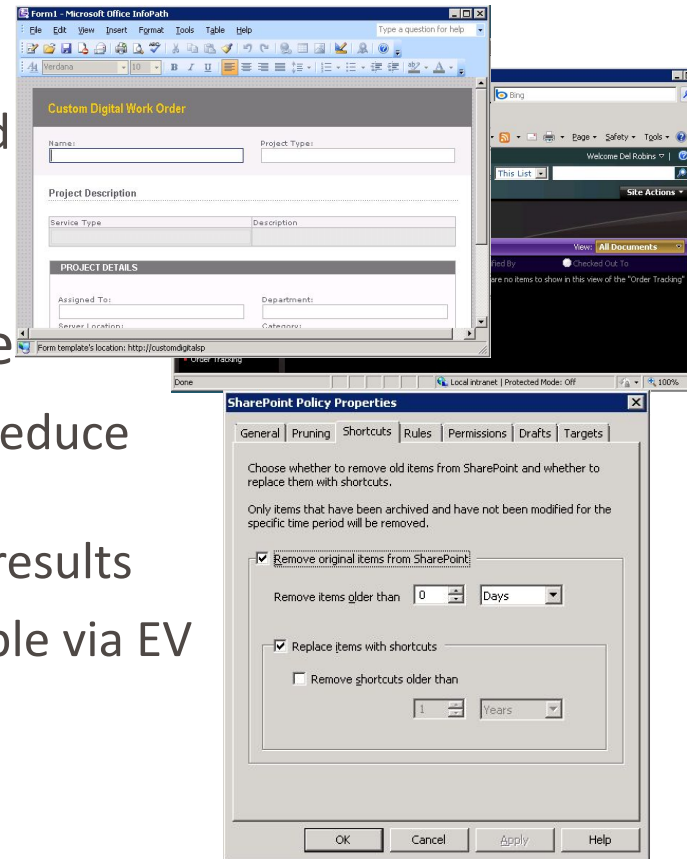 Form1 - Microsoft Office InfoPath
File Edit View Insert Format Tools Table Help Type a question for help
Verdana 10 B I U
Custom Digital Work Order
Name: Project Type:
Project Description
Service Type Description
PROJECT DETAILS
Assigned To: Department:
Server Location: Category:
Form template's location: http://customdigitalsp
Bing
Page Safety Tools
Welcome Del Robins
This List
Site Actions
View: All Documents
fied By Checked Out To
are no items to show in this view of the "Order Tracking"
Order Tracking
Done Local intranet | Protected Mode: Off 100%
d
e
educe
results
ble via EV
SharePoint Policy Properties
General Pruning Shortcuts Rules Permissions Drafts Targets
Choose whether to remove old items from SharePoint and whether to
replace them with shortcuts.
Only items that have been archived and have not been modified for the
specific time period will be removed.
Remove original items from SharePoint
Remove items older than 0 Days
Replace items with shortcuts
Remove shortcuts older than
1 Years
OK Cancel Apply Help